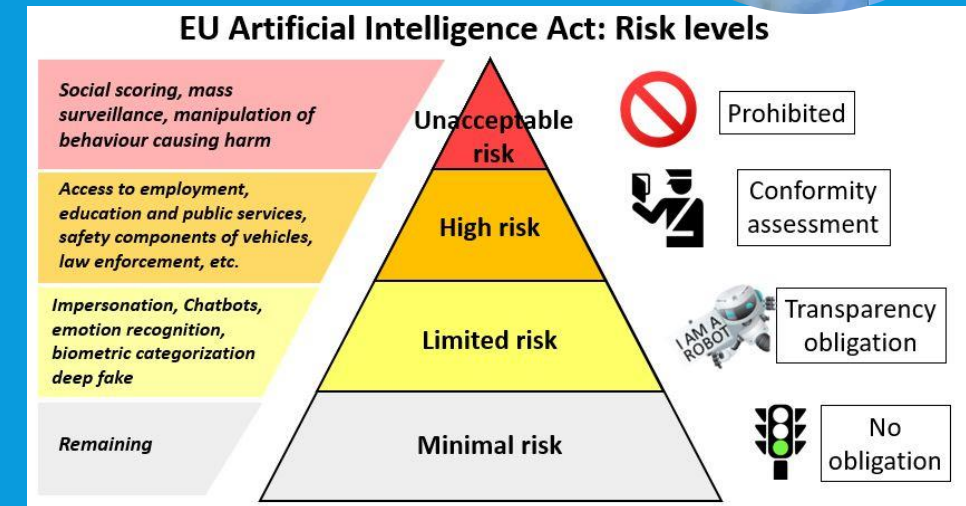 EU Artificial Intelligence Act: Risk levels
Social scoring, mass
surveillance, manipulation of
behaviour causing harm
Unacceptable
risk
Prohibited
Access to employment,
education and public services,
safety components of vehicles,
law enforcement, etc.
High risk
Conformity
assessment
Impersonation, Chatbots,
emotion recognition,
biometric categorization
deep fake
Limited risk
I AM A
ROBOT
Transparency
obligation
Remaining
Minimal risk
No
obligation